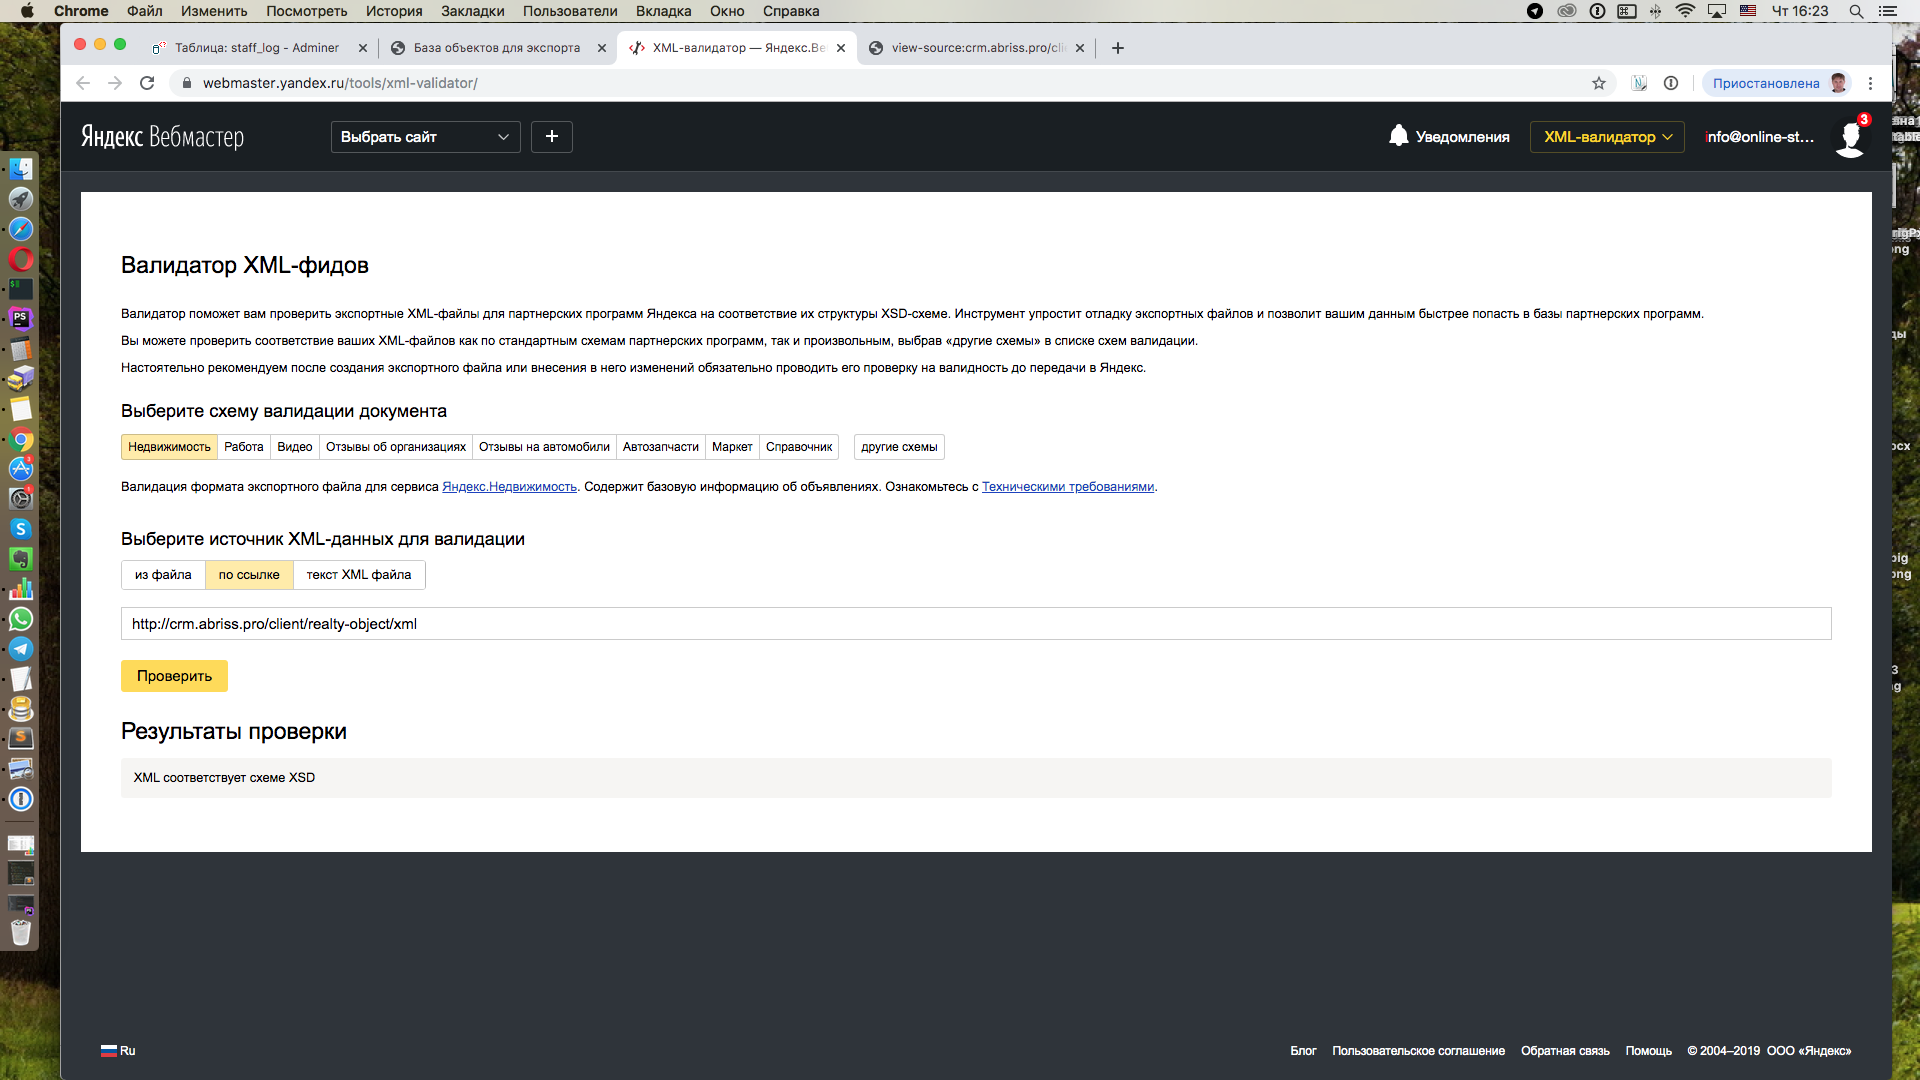 Chrome Файл Изменить Посмотреть История Закладки Пользователи Вкладка Окно Справка Чт 16:23
Таблица: staff_log - Adminer
База объектов для экспорта
XML-валидатор — Яндекс.Ве
view-source:crm.abriss.pro/cli
webmaster.yandex.ru/tools/xml-validator/
Приостановлена
Яндекс Вебмастер
Выбрать сайт
+
Уведомления
XML-валидатор
info@online-st...
3
Валидатор XML-фидов
Валидатор поможет вам проверить экспортные XML-файлы для партнерских программ Яндекса на соответствие их структуры XSD-схеме. Инструмент упростит отладку экспортных файлов и позволит вашим данным быстрее попасть в базы партнерских программ.
Вы можете проверить соответствие ваших XML-файлов как по стандартным схемам партнерских программ, так и произвольным, выбрав «другие схемы» в списке схем валидации.
Настоятельно рекомендуем после создания экспортного файла или внесения в него изменений обязательно проводить его проверку на валидность до передачи в Яндекс.
Выберите схему валидации документа
Недвижимость Работа Видео Отзывы об организациях Отзывы на автомобили Автозапчасти Маркет Справочник другие схемы
Валидация формата экспортного файла для сервиса Яндекс.Недвижимость. Содержит базовую информацию об объявлениях. Ознакомьтесь с Техническими требованиями.
Выберите источник XML-данных для валидации
из файла по ссылке текст XML файла
http://crm.abriss.pro/client/realty-object/xml
Проверить
Результаты проверки
XML соответствует схеме XSD
Ru
Блог Пользовательское соглашение Обратная связь Помощь © 2004–2019 ООО «Яндекс»